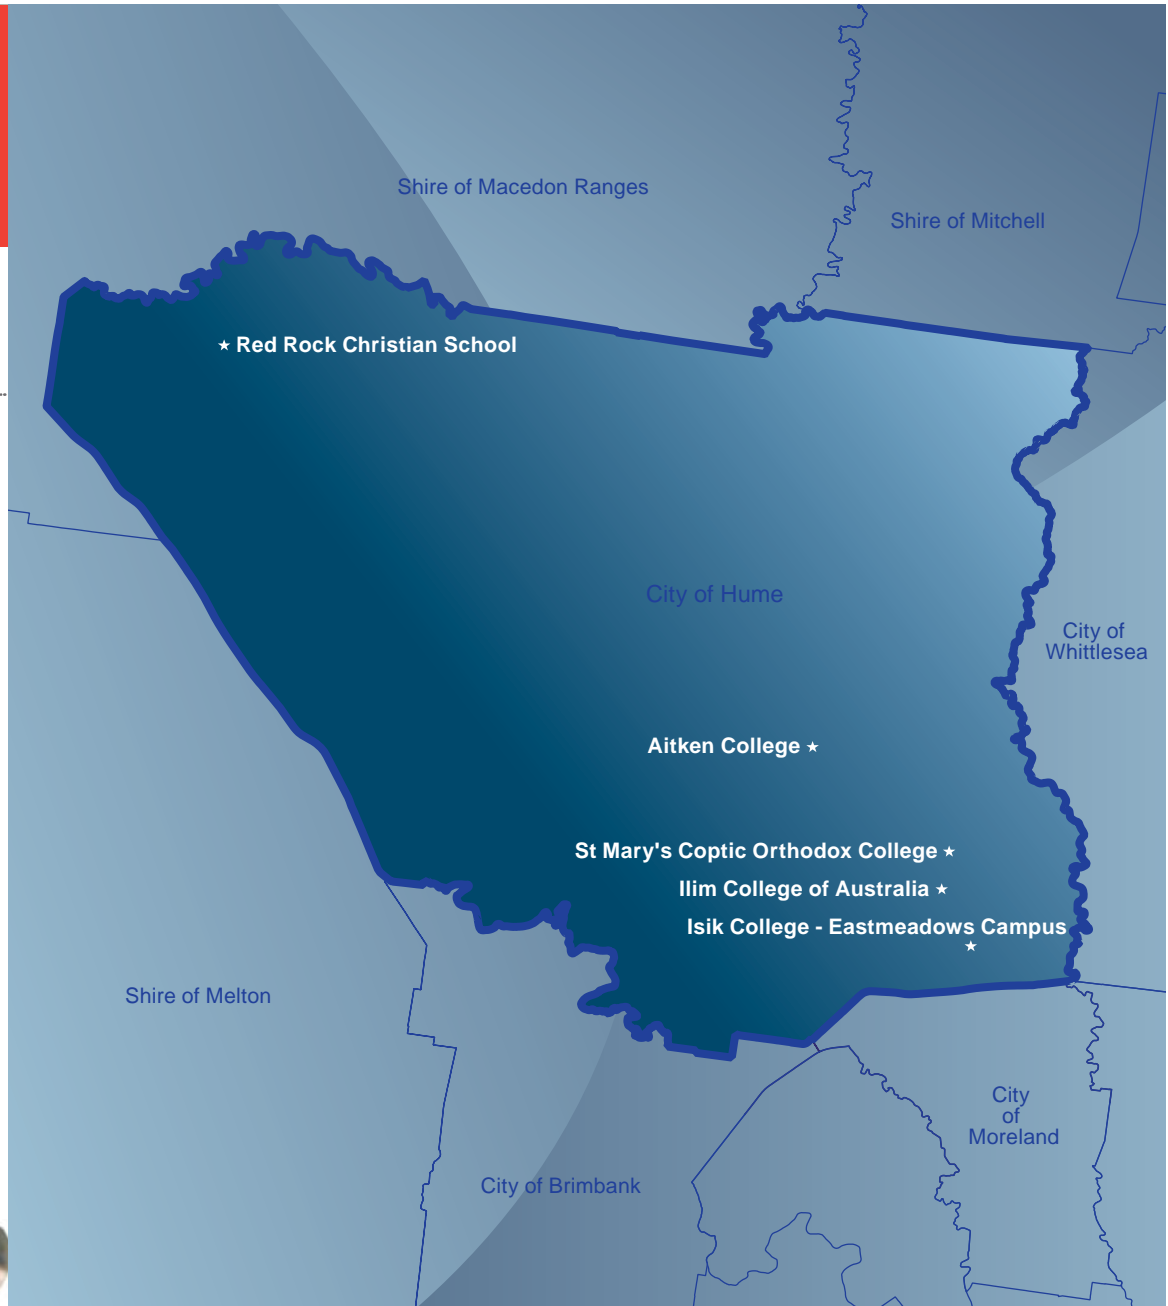 Shire of Macedon Ranges
Shire of Mitchell
Red Rock Christian School
City of Hume
City of
Whittlesea
Aitken College
St Mary's Coptic Orthodox College
Ilim College of Australia
Isik College - Eastmeadows Campus
Shire of Melton
City
of
Moreland
City of Brimbank